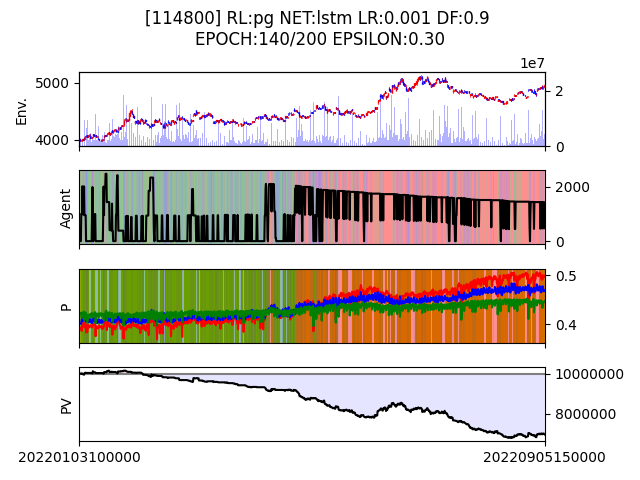 [114800] RL:pg NET:lstm LR:0.001 DF:0.9
EPOCH:140/200 EPSILON:0.30
1e7
Env.
5000
4000
2
0
Agent
2000
0
P
0.5
0.4
PV
10000000
8000000
20220103100000
20220905150000